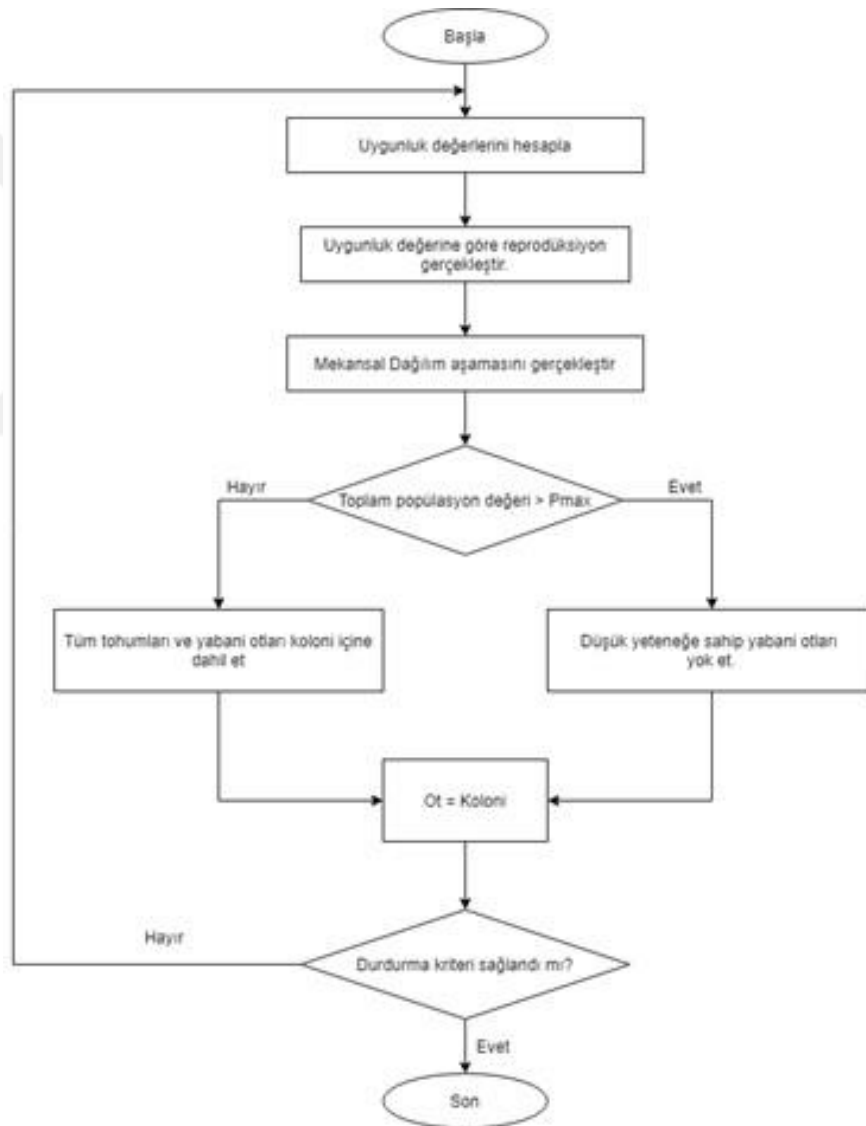 Başla
Uygunluk değerlerini hesapla
Uygunluk değerine göre reprodüksiyon
gerçekleştir.
Mekansal Dağılım aşamasını gerçekleştir
Hayır
Toplam popülasyon değeri > Pmax
Evet
Tüm tohumları ve yabani otları koloni içine
dahil et
Düşük yeteneğe sahip yabani otları
yok et.
Ot = Koloni
Hayır
Durdurma kriteri sağlandı mı?
Evet
Son